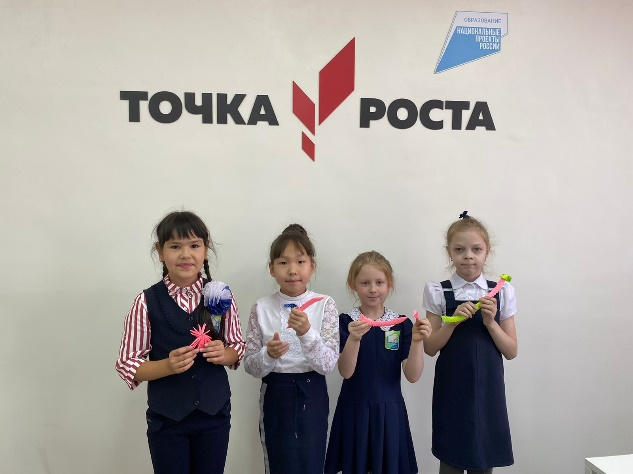 ОБРАЗОВАНИЕ
НАЦИОНАЛЬНЫЕ
ПРОЕКТЫ
РОССИИ
ТОЧКА РОСТА